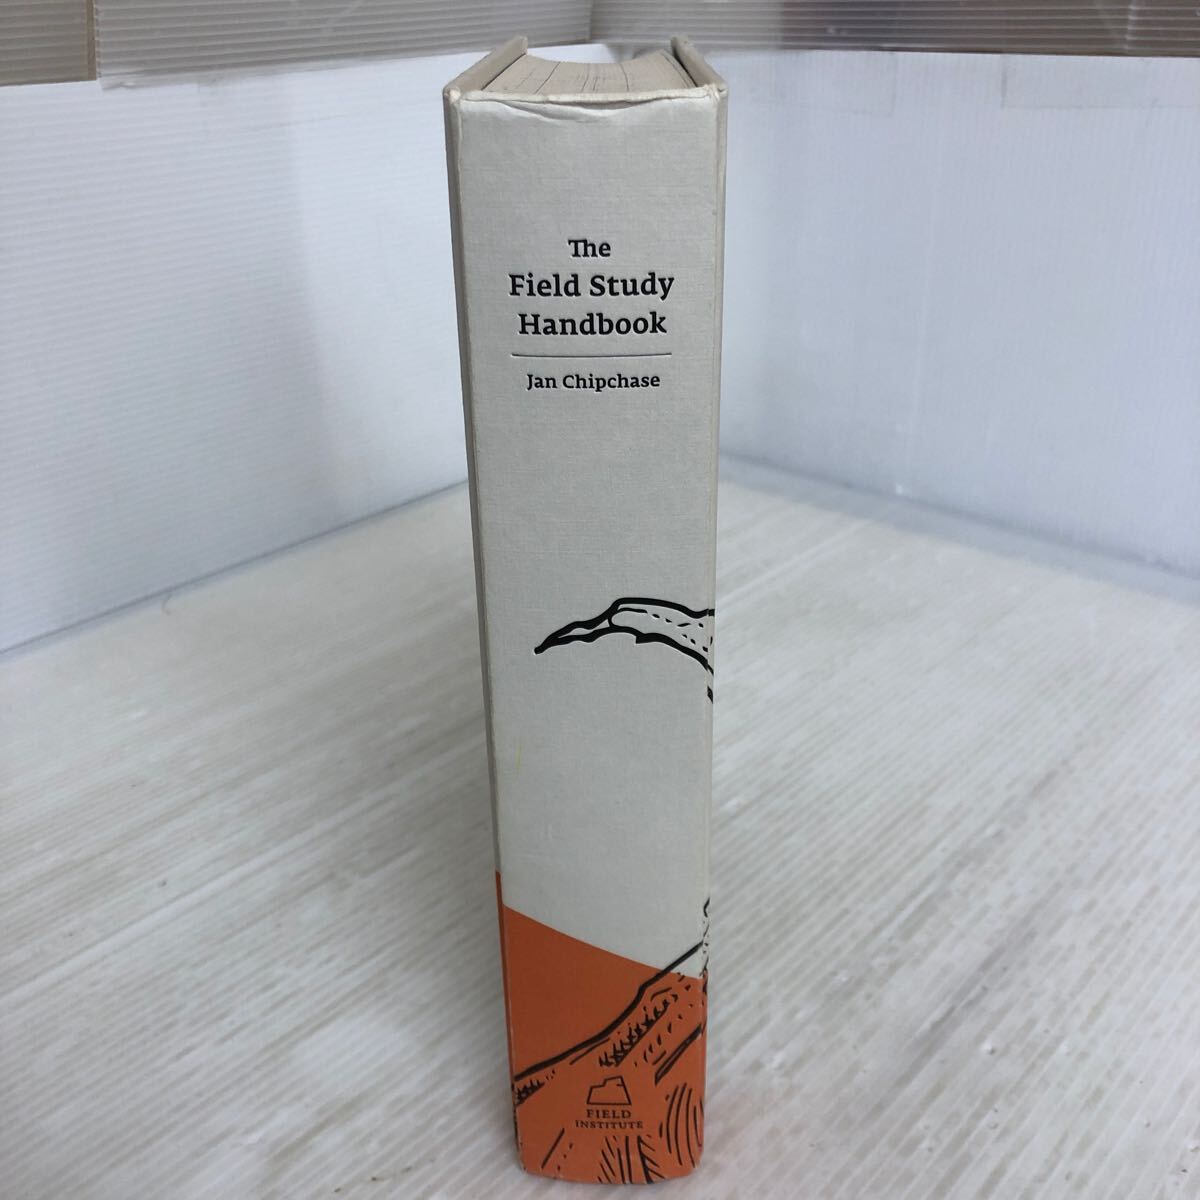 The
Field Study
Handbook
Jan Chipchase
FIELD
INSTITUTE